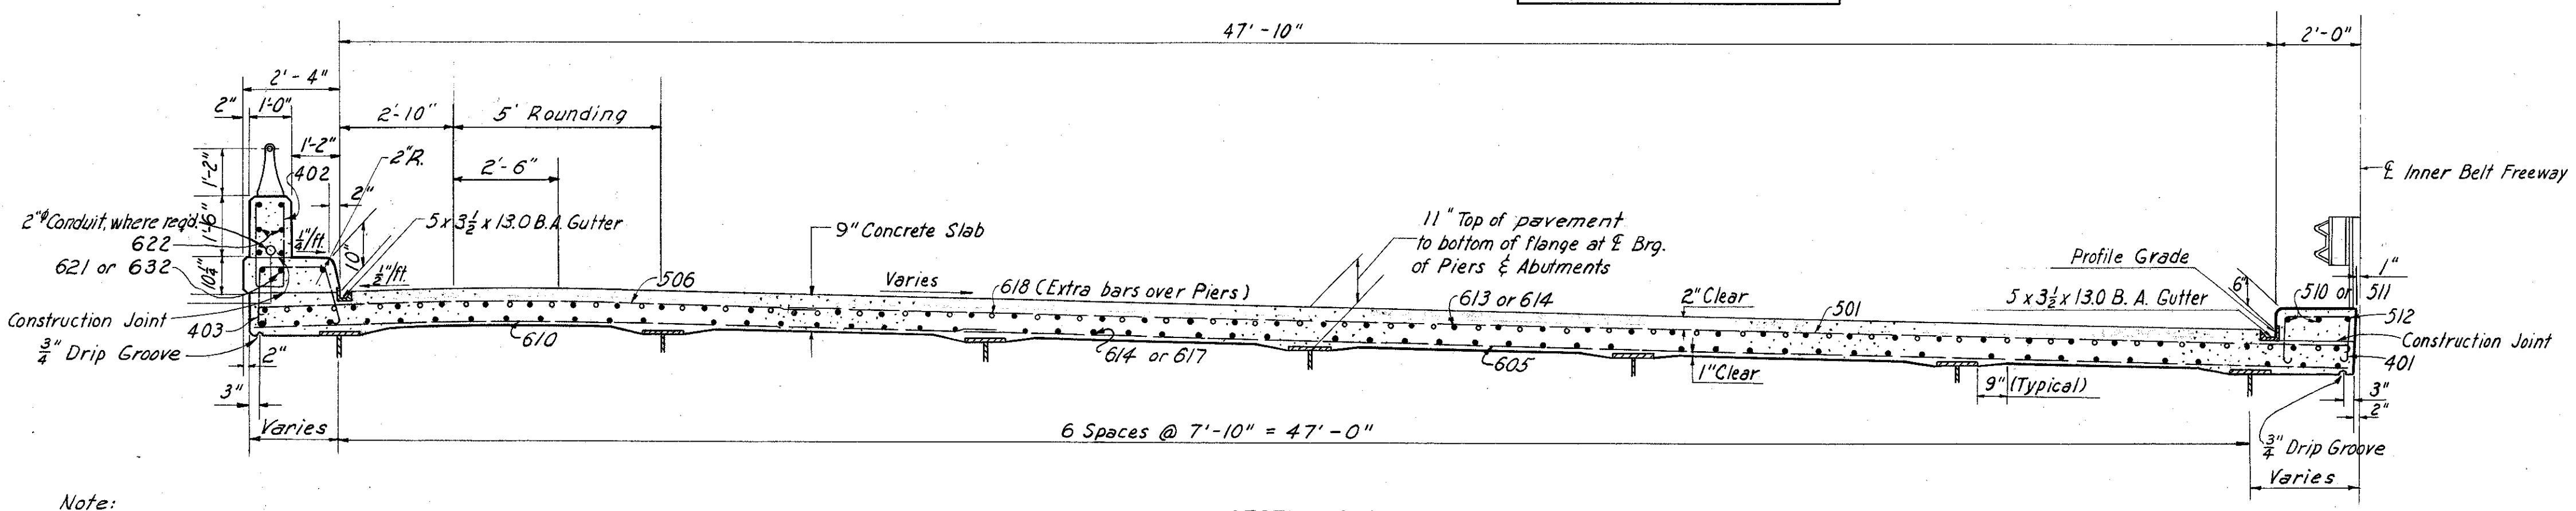 47'-10"
2'-0"
2'-4"
2"
1'-0"
2'-10"
5' Rounding
1'-2"
2"R.
2'-6"
1'-2"
402
2"
℄ Inner Belt Freeway
2"ϕ Conduit, where reqd.
1'-6"
5 x 3½ x 13.0 B.A. Gutter
11" Top of pavement
to bottom of flange at ℄ Brg.
of Piers & Abutments
9" Concrete Slab
622
¼"/ft
10"
Profile Grade
1"
621 or 632
10¼"
½"/ft.
506
Varies
618 (Extra bars over Piers)
613 or 614
2" Clear
501
5 x 3½ x 13.0 B. A. Gutter
6"
510 or 511
512
Construction Joint
Construction Joint
403
¾" Drip Groove
2"
610
614 or 617
605
1" Clear
401
9" (Typical)
3"
3"
2"
Varies
6 Spaces @ 7'-10" = 47'-0"
¾" Drip Groove
Varies
Note: